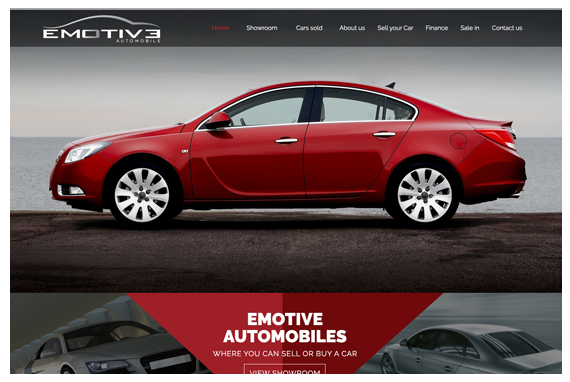 EMOTIVE
AUTOMOBILE
Home Showroom Cars sold About us Sell your Car Finance Sale in Contact us
EMOTIVE
AUTOMOBILES
WHERE YOU CAN SELL OR BUY A CAR
VIEW SHOWROOM